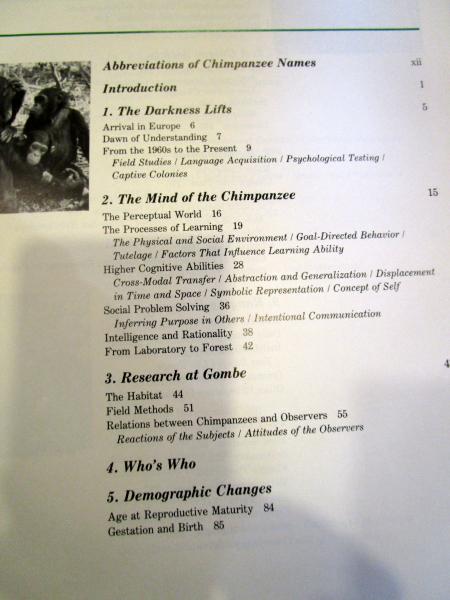 Abbreviations of Chimpanzee Names xii
Introduction 1
1. The Darkness Lifts 5
Arrival in Europe 6
Dawn of Understanding 7
From the 1960s to the Present 9
Field Studies / Language Acquisition / Psychological Testing /
Captive Colonies
2. The Mind of the Chimpanzee 15
The Perceptual World 16
The Processes of Learning 19
The Physical and Social Environment / Goal-Directed Behavior /
Tutelage / Factors That Influence Learning Ability
Higher Cognitive Abilities 28
Cross-Modal Transfer / Abstraction and Generalization / Displacement
in Time and Space / Symbolic Representation / Concept of Self
Social Problem Solving 36
Inferring Purpose in Others / Intentional Communication
Intelligence and Rationality 38
From Laboratory to Forest 42
3. Research at Gombe 4
The Habitat 44
Field Methods 51
Relations between Chimpanzees and Observers 55
Reactions of the Subjects / Attitudes of the Observers
4. Who's Who
5. Demographic Changes
Age at Reproductive Maturity 84
Gestation and Birth 85